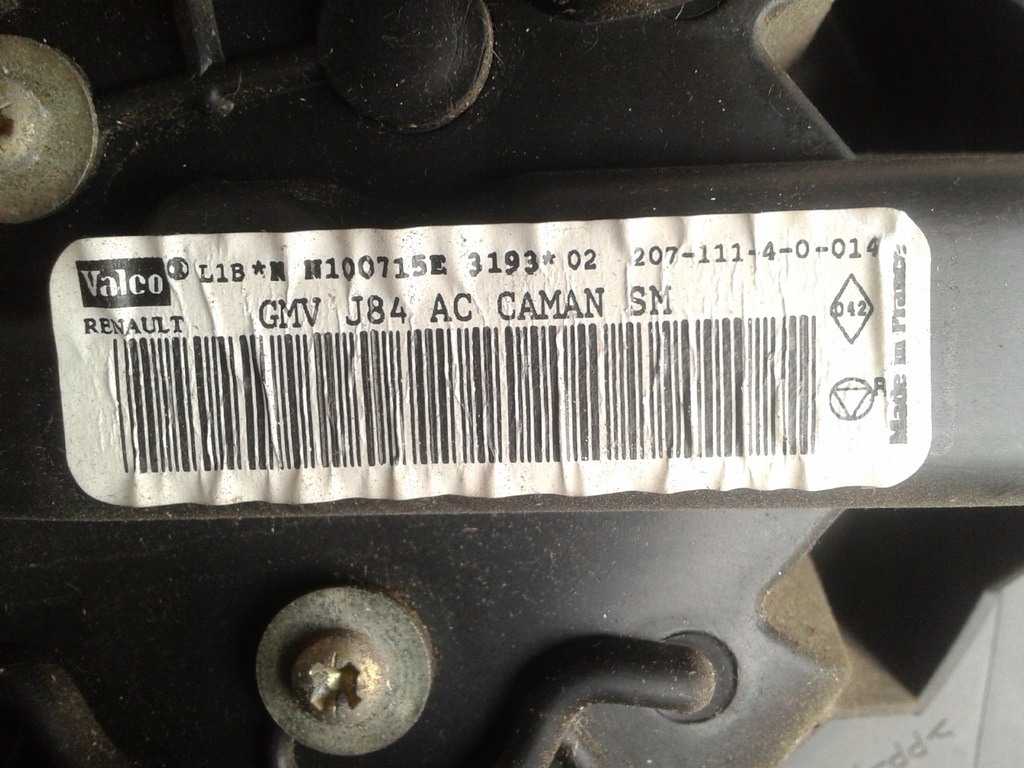 Valeo ® L1B*N N100715E 3193*02 207-111-4-0-014
RENAULT GMV J84 AC CAMAN SM
042
R
Made in France